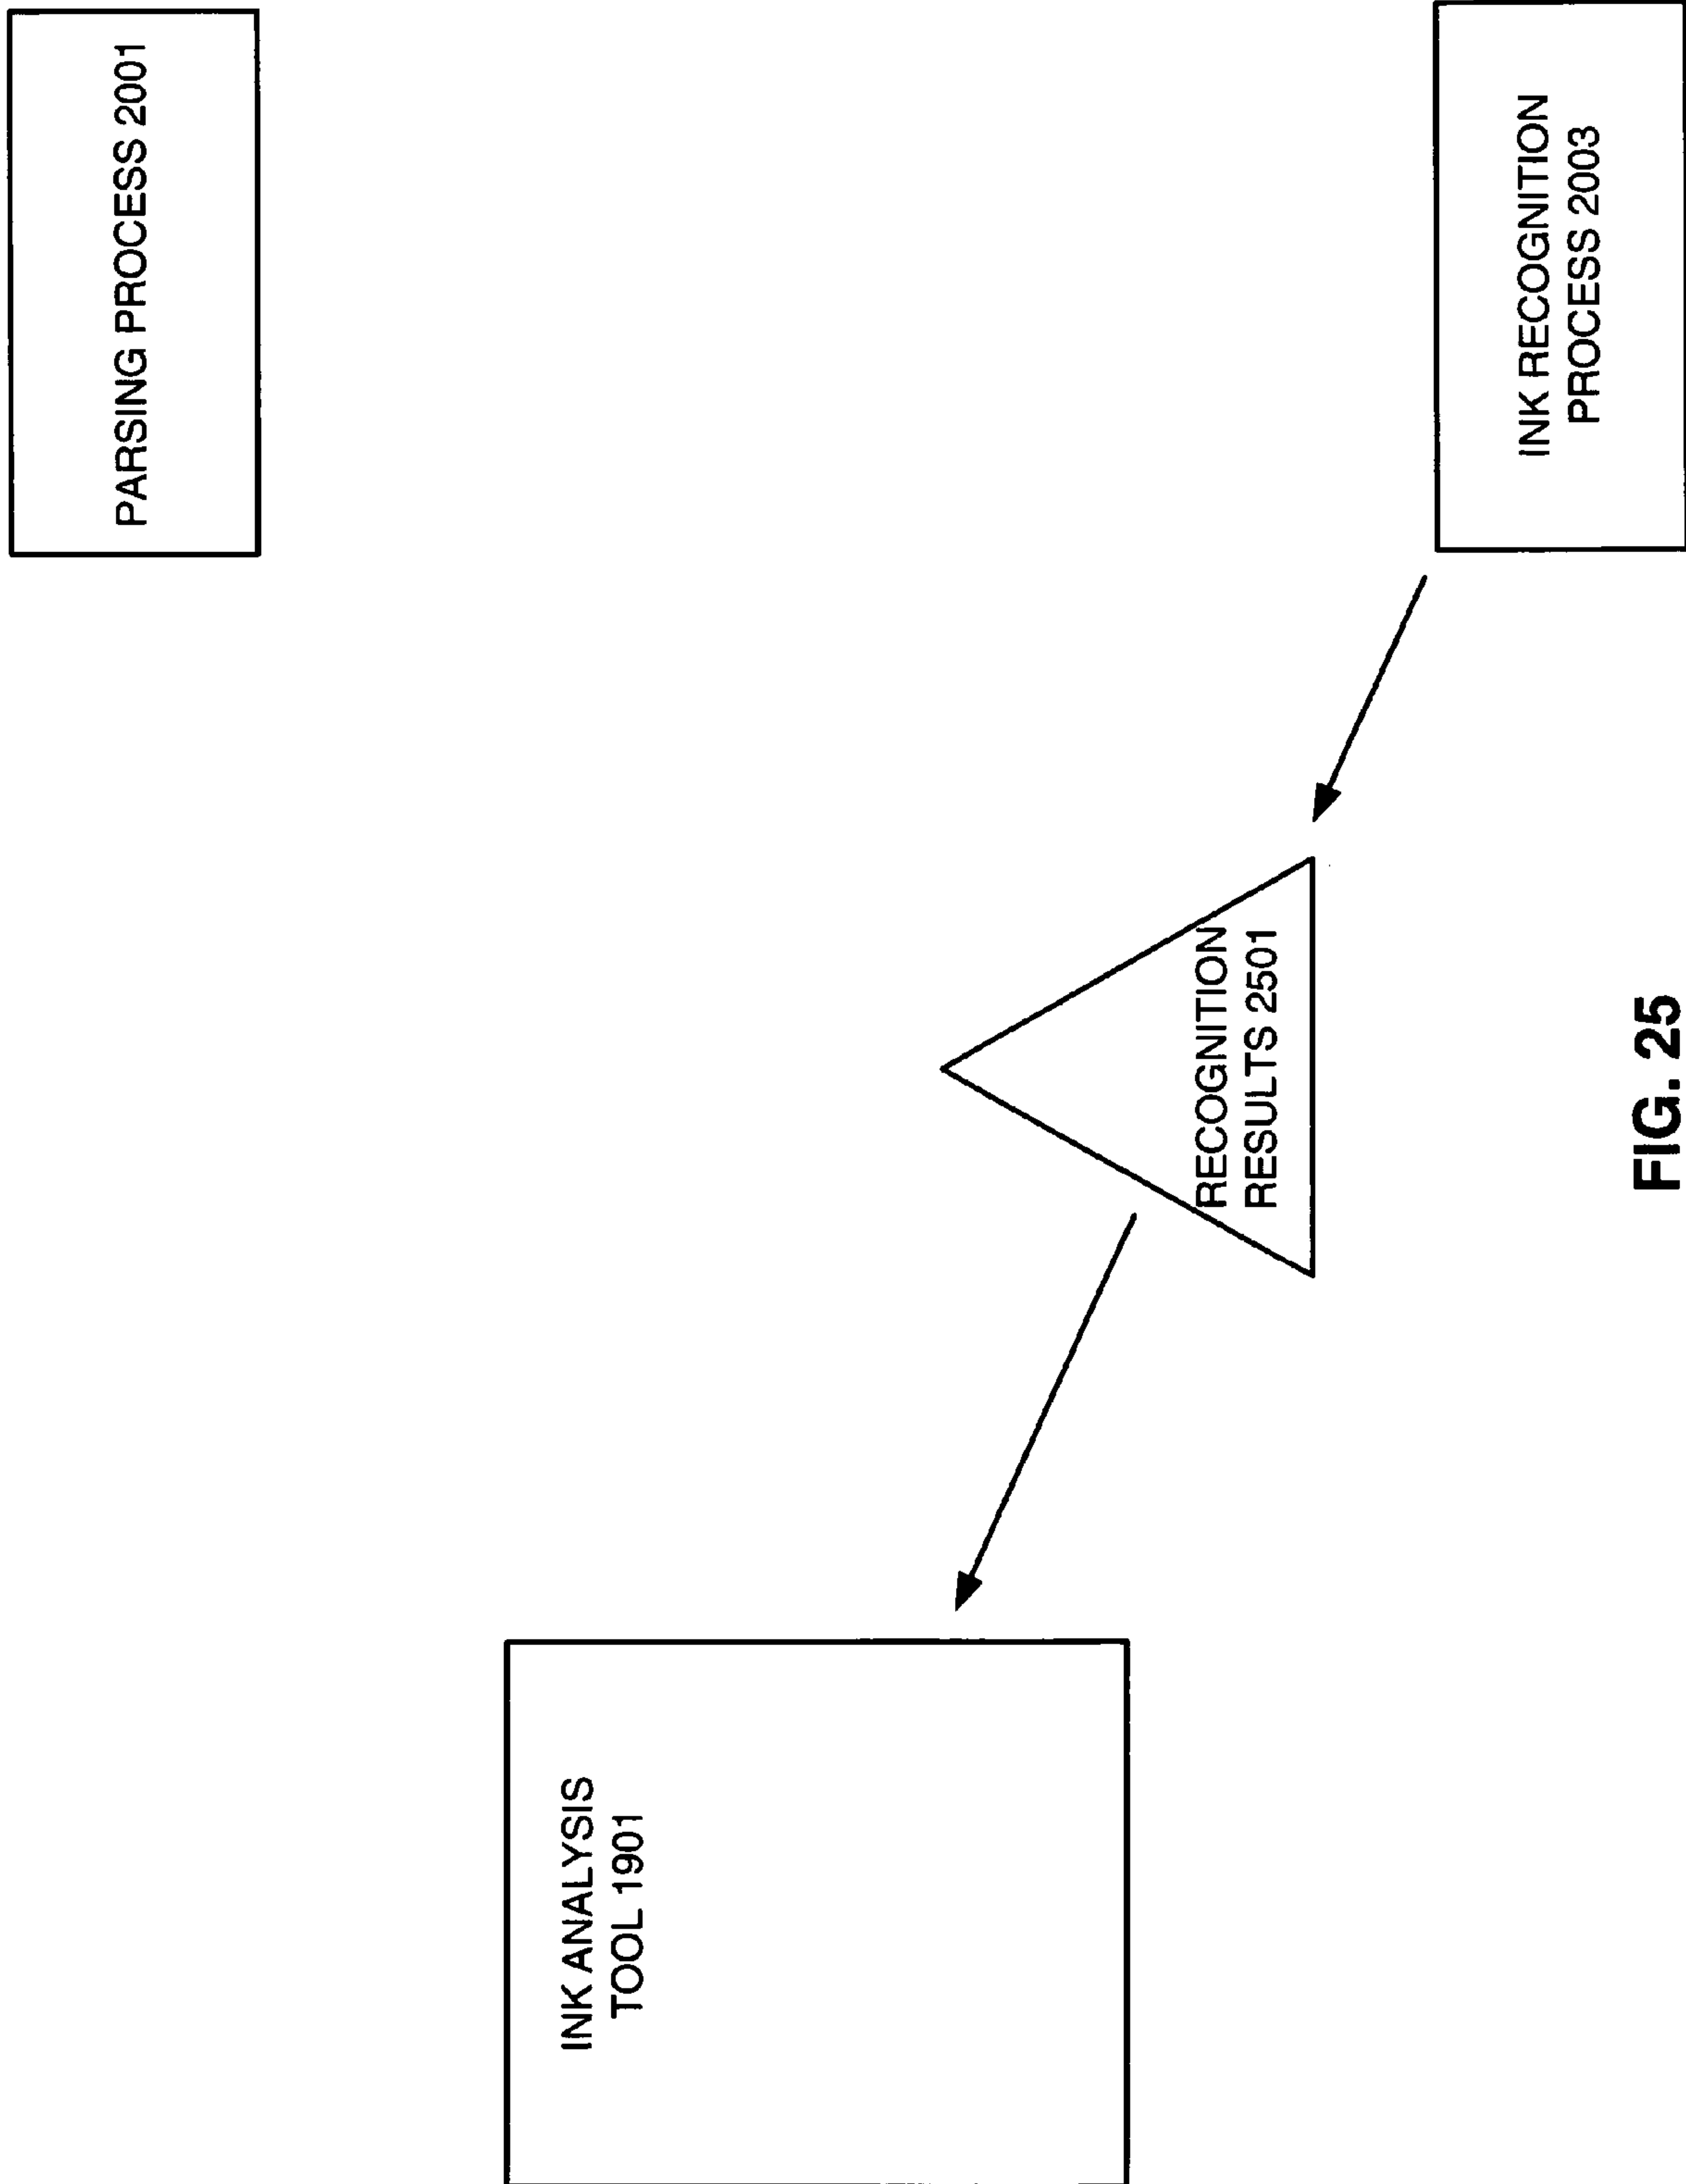 INK ANALYSIS
TOOL 1901
PARSING PROCESS 2001
RECOGNITION
RESULTS 2501
INK RECOGNITION
PROCESS 2003
FIG. 25